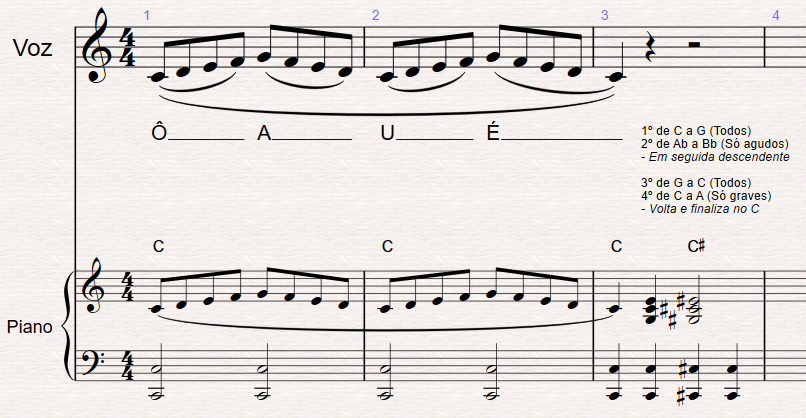 1 2 3 4
Voz
Ô A U É
1º de C a G (Todos)
2º de Ab a Bb (Só agudos)
- Em seguida descendente
3º de G a C (Todos)
4º de C a A (Só graves)
- Volta e finaliza no C
C C C C#
Piano